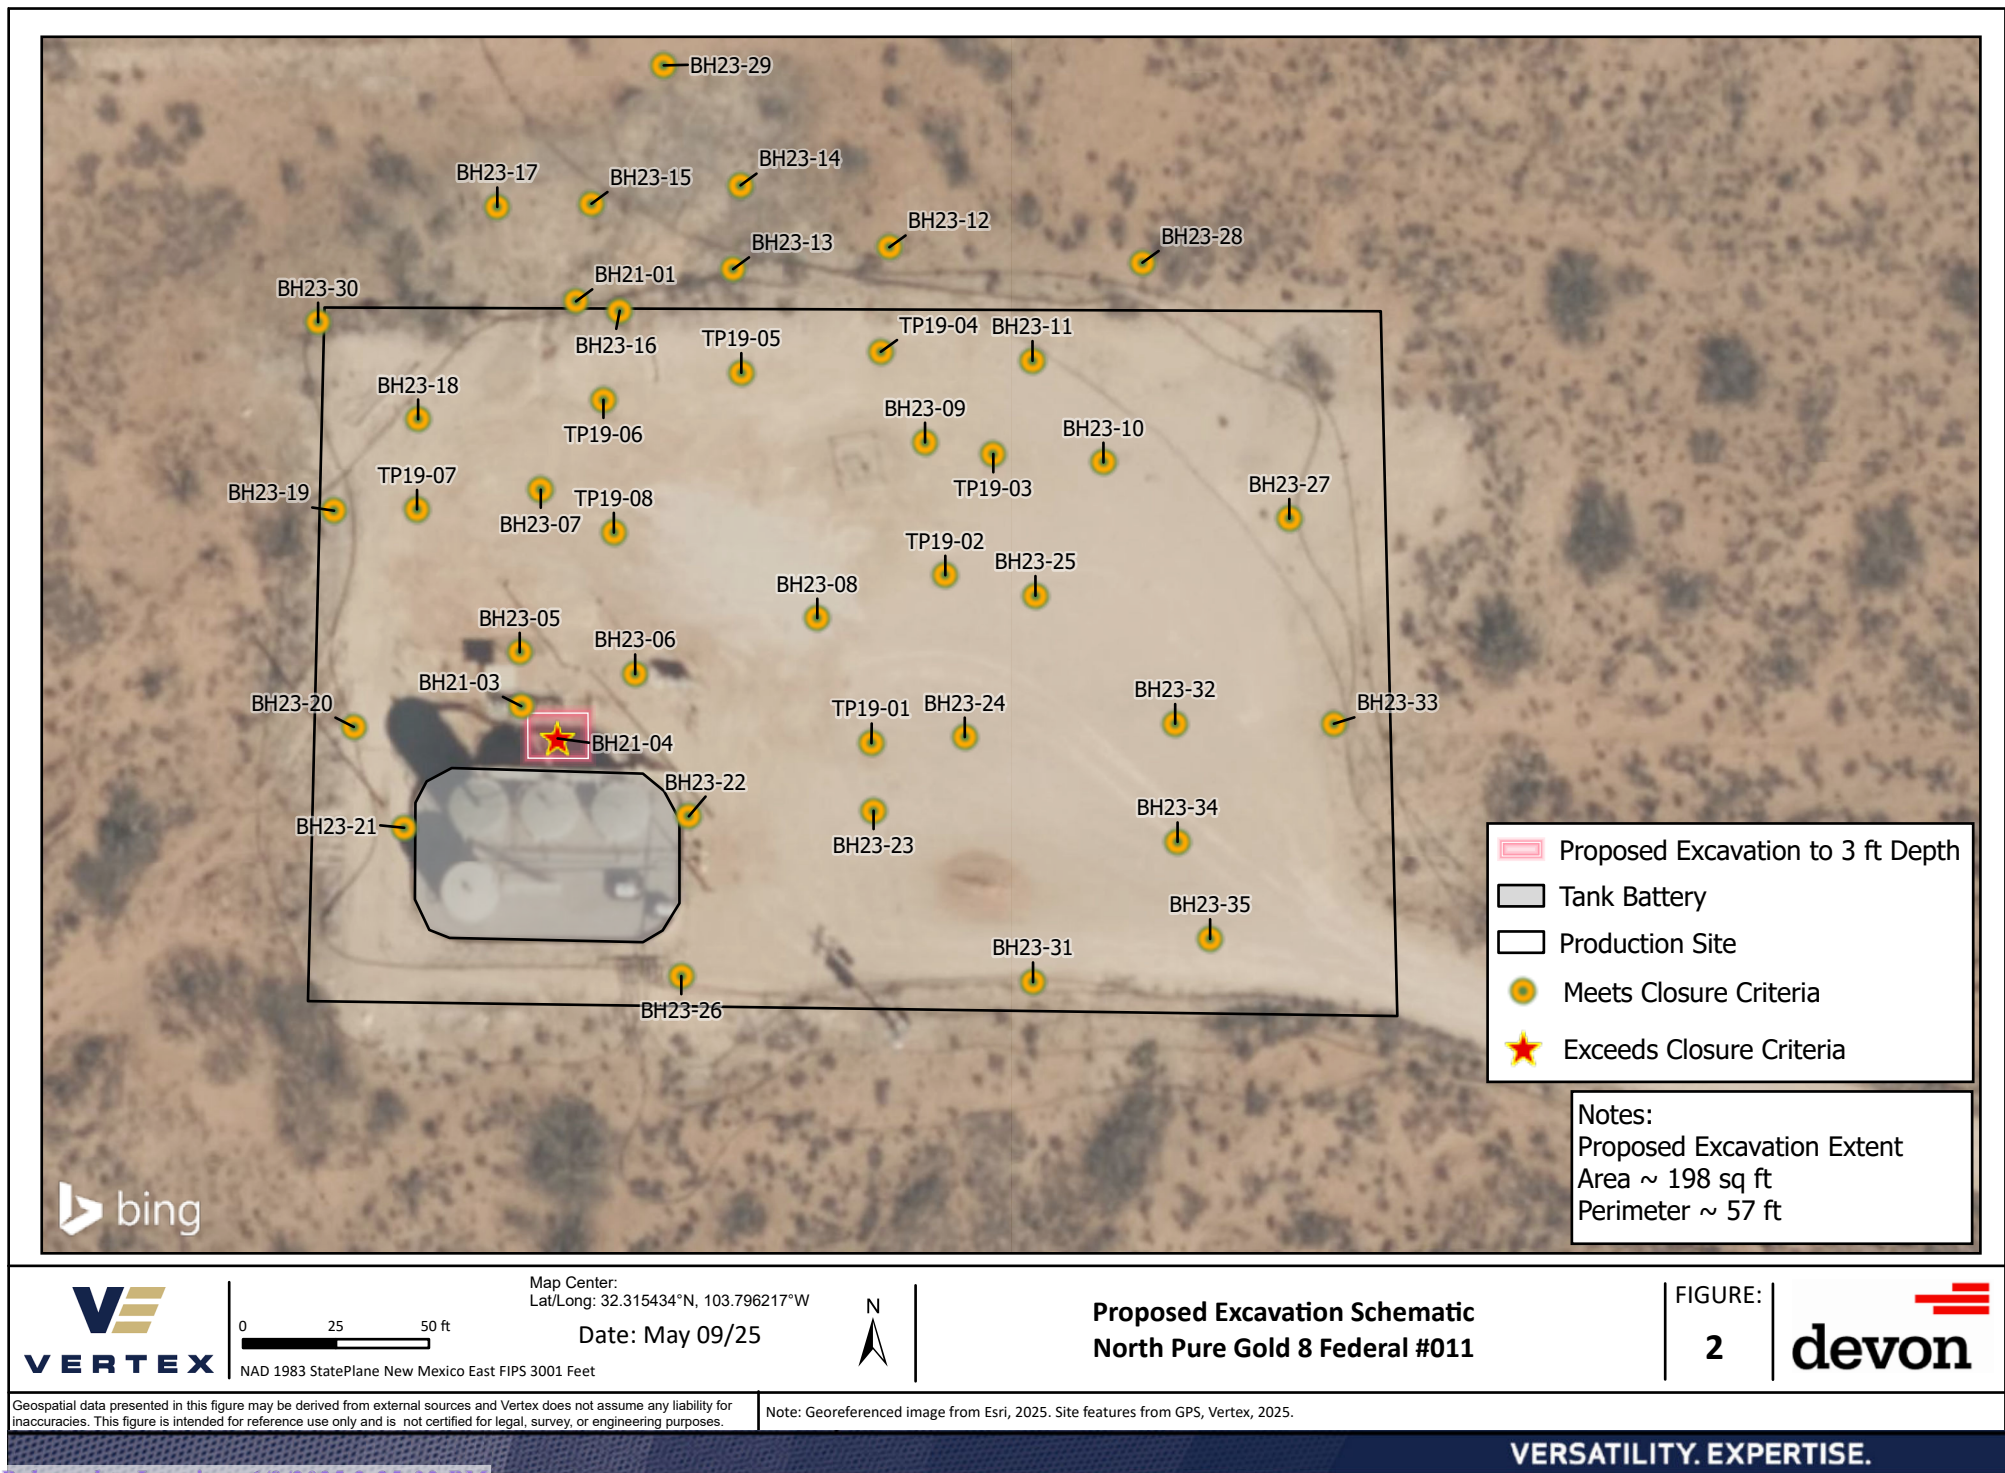 BH23-29
BH23-14
BH23-17
BH23-15
BH23-12
BH23-28
BH23-13
BH21-01
BH23-30
BH23-16
TP19-05
TP19-04
BH23-11
BH23-18
TP19-06
BH23-09
BH23-10
TP19-07
TP19-03
BH23-27
BH23-19
TP19-08
BH23-07
TP19-02
BH23-25
BH23-08
BH23-05
BH23-06
BH21-03
BH23-32
BH23-20
TP19-01
BH23-24
BH23-33
BH21-04
BH23-22
BH23-34
BH23-21
BH23-23
BH23-35
BH23-31
BH23-26
Proposed Excavation to 3 ft Depth
Tank Battery
Production Site
Meets Closure Criteria
Exceeds Closure Criteria
Notes:
Proposed Excavation Extent
Area ~ 198 sq ft
Perimeter ~ 57 ft
bing
VE
VERTEX
0 25 50 ft
NAD 1983 StatePlane New Mexico East FIPS 3001 Feet
Map Center:
Lat/Long: 32.315434°N, 103.796217°W
Date: May 09/25
N
Proposed Excavation Schematic
North Pure Gold 8 Federal #011
FIGURE:
2
devon
Geospatial data presented in this figure may be derived from external sources and Vertex does not assume any liability for
inaccuracies. This figure is intended for reference use only and is not certified for legal, survey, or engineering purposes.
Note: Georeferenced image from Esri, 2025. Site features from GPS, Vertex, 2025.
VERSATILITY. EXPERTISE.